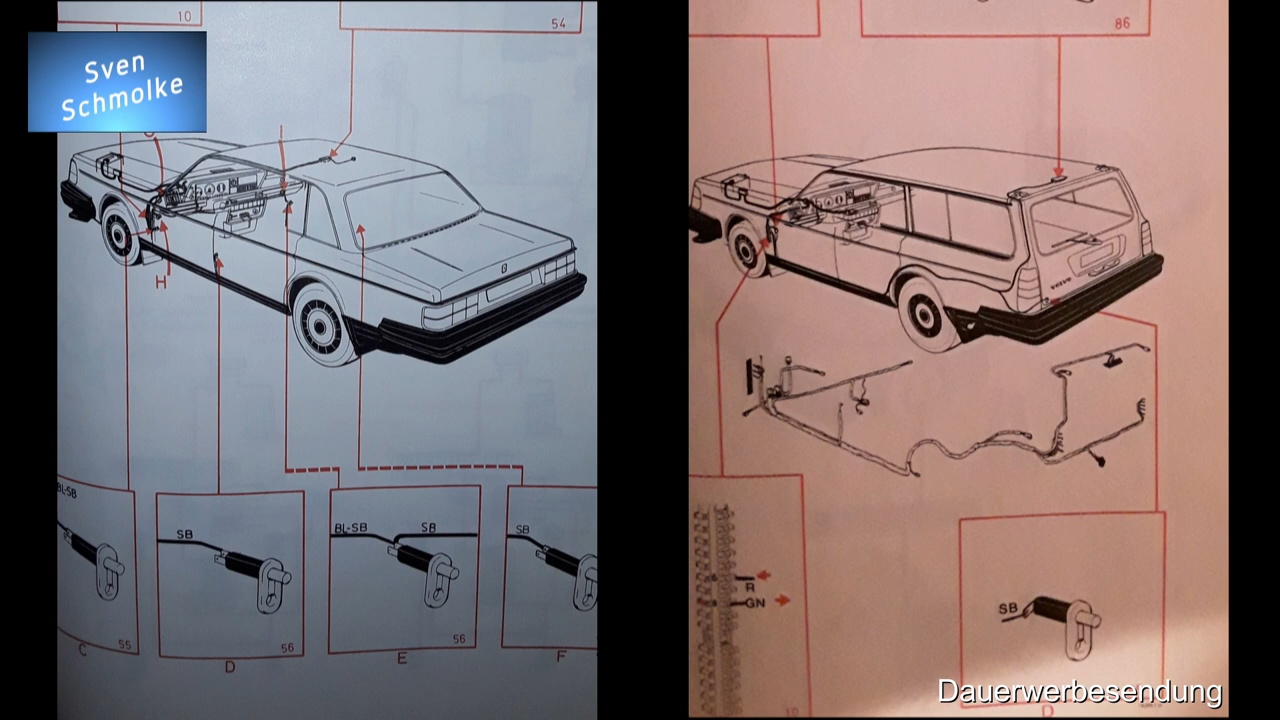 10
54
Sven
Schmolke
H
BL-SB
55
C
SB
56
D
BL-SB
SB
56
E
SB
F
86
VOLVO
R
GN
10
SB
D
Dauerwerbesendung